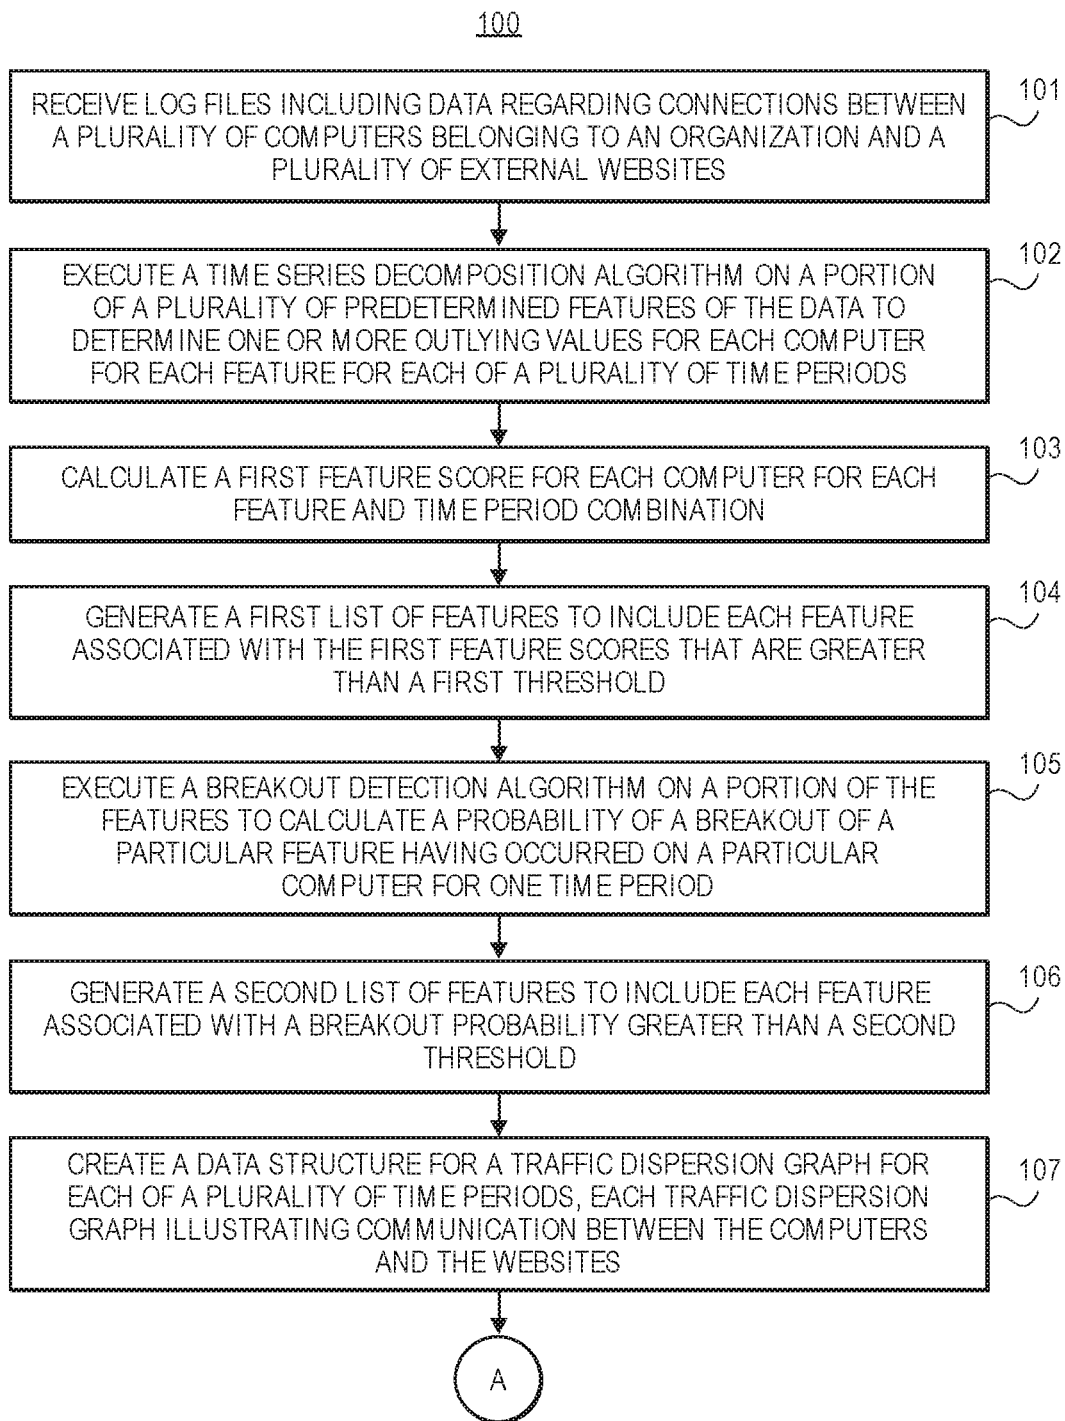 100
RECEIVE LOG FILES INCLUDING DATA REGARDING CONNECTIONS BETWEEN
A PLURALITY OF COMPUTERS BELONGING TO AN ORGANIZATION AND A
PLURALITY OF EXTERNAL WEBSITES
101
EXECUTE A TIME SERIES DECOMPOSITION ALGORITHM ON A PORTION
OF A PLURALITY OF PREDETERMINED FEATURES OF THE DATA TO
DETERMINE ONE OR MORE OUTLYING VALUES FOR EACH COMPUTER
FOR EACH FEATURE FOR EACH OF A PLURALITY OF TIME PERIODS
102
CALCULATE A FIRST FEATURE SCORE FOR EACH COMPUTER FOR EACH
FEATURE AND TIME PERIOD COMBINATION
103
GENERATE A FIRST LIST OF FEATURES TO INCLUDE EACH FEATURE
ASSOCIATED WITH THE FIRST FEATURE SCORES THAT ARE GREATER
THAN A FIRST THRESHOLD
104
EXECUTE A BREAKOUT DETECTION ALGORITHM ON A PORTION OF THE
FEATURES TO CALCULATE A PROBABILITY OF A BREAKOUT OF A
PARTICULAR FEATURE HAVING OCCURRED ON A PARTICULAR
COMPUTER FOR ONE TIME PERIOD
105
GENERATE A SECOND LIST OF FEATURES TO INCLUDE EACH FEATURE
ASSOCIATED WITH A BREAKOUT PROBABILITY GREATER THAN A SECOND
THRESHOLD
106
CREATE A DATA STRUCTURE FOR A TRAFFIC DISPERSION GRAPH FOR
EACH OF A PLURALITY OF TIME PERIODS, EACH TRAFFIC DISPERSION
GRAPH ILLUSTRATING COMMUNICATION BETWEEN THE COMPUTERS
AND THE WEBSITES
107
A